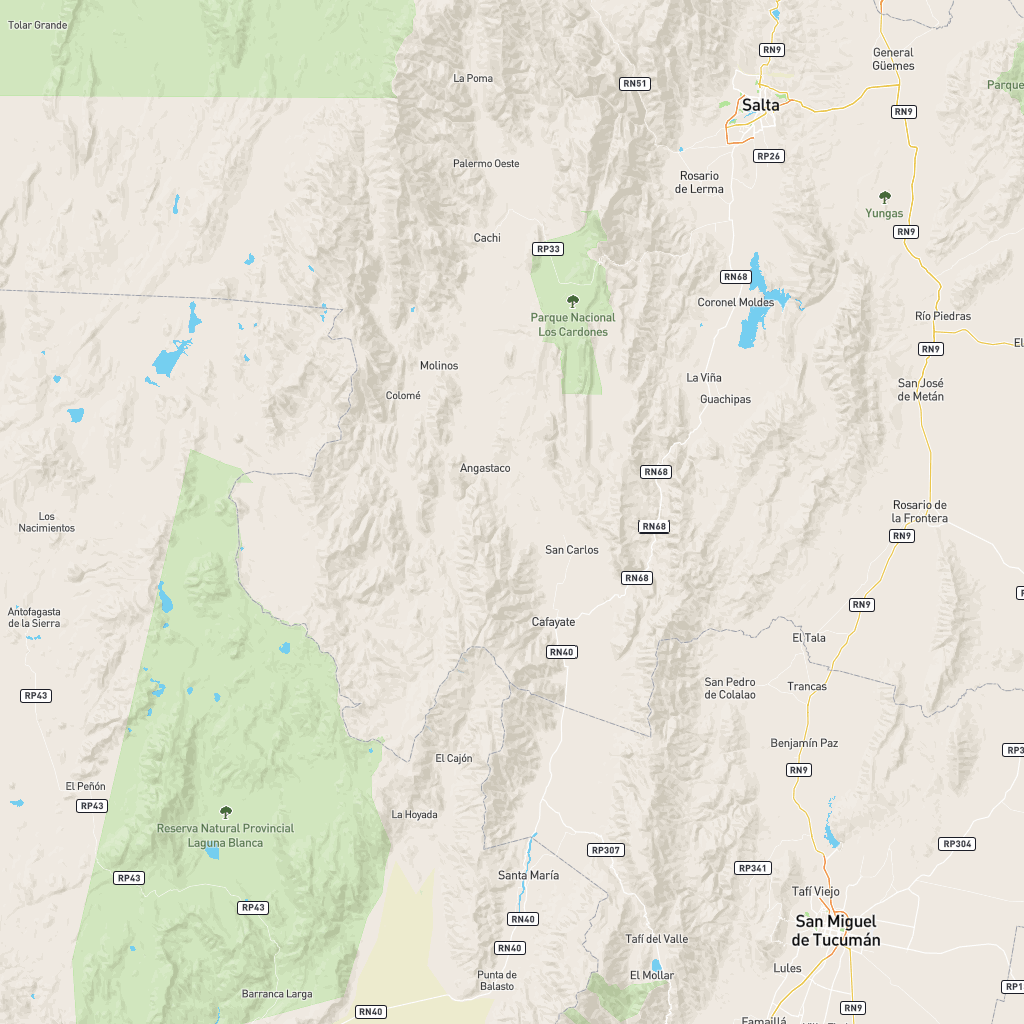 Tolar Grande
RN9
General
Güemes
La Poma
RN51
Parque
Salta
RN9
Palermo Oeste
RP26
Rosario
de Lerma
Yungas
RN9
Cachi
RP33
RN68
Coronel Moldes
Parque Nacional
Los Cardones
Río Piedras
El
RN9
Molinos
La Viña
San José
de Metán
Colomé
Guachipas
Angastaco
RN68
Rosario de
la Frontera
Los
Nacimientos
RN68
RN9
San Carlos
RN68
Antofagasta
de la Sierra
RN9
Cafayate
El Tala
RN40
San Pedro
de Colalao
Trancas
RP43
Benjamín Paz
El Cajón
RN9
El Peñón
RP43
La Hoyada
Reserva Natural Provincial
Laguna Blanca
RP307
RP304
RP341
Santa María
RP43
Tafí Viejo
RP43
RN40
San Miguel
de Tucumán
Tafí del Valle
RN40
Lules
El Mollar
Punta de
Balasto
Barranca Larga
RN40
RN9
Famaillá